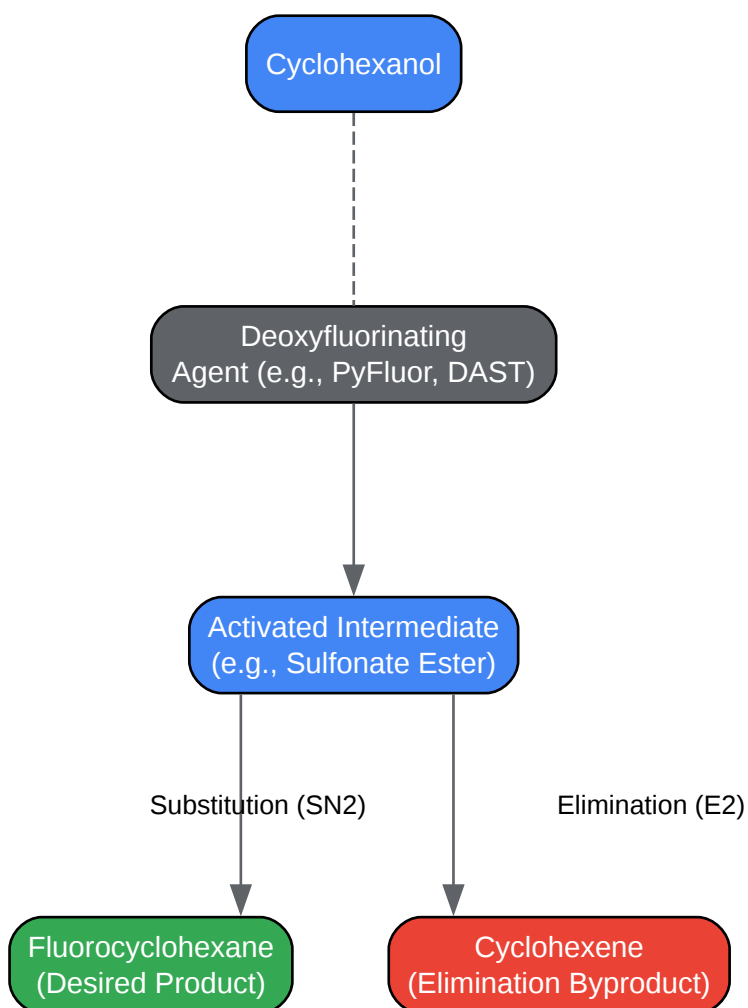 Cyclohexanol
Deoxyfluorinating
Agent (e.g., PyFluor, DAST)
Activated Intermediate
(e.g., Sulfonate Ester)
Substitution (SN2)
Elimination (E2)
Fluorocyclohexane
(Desired Product)
Cyclohexene
(Elimination Byproduct)